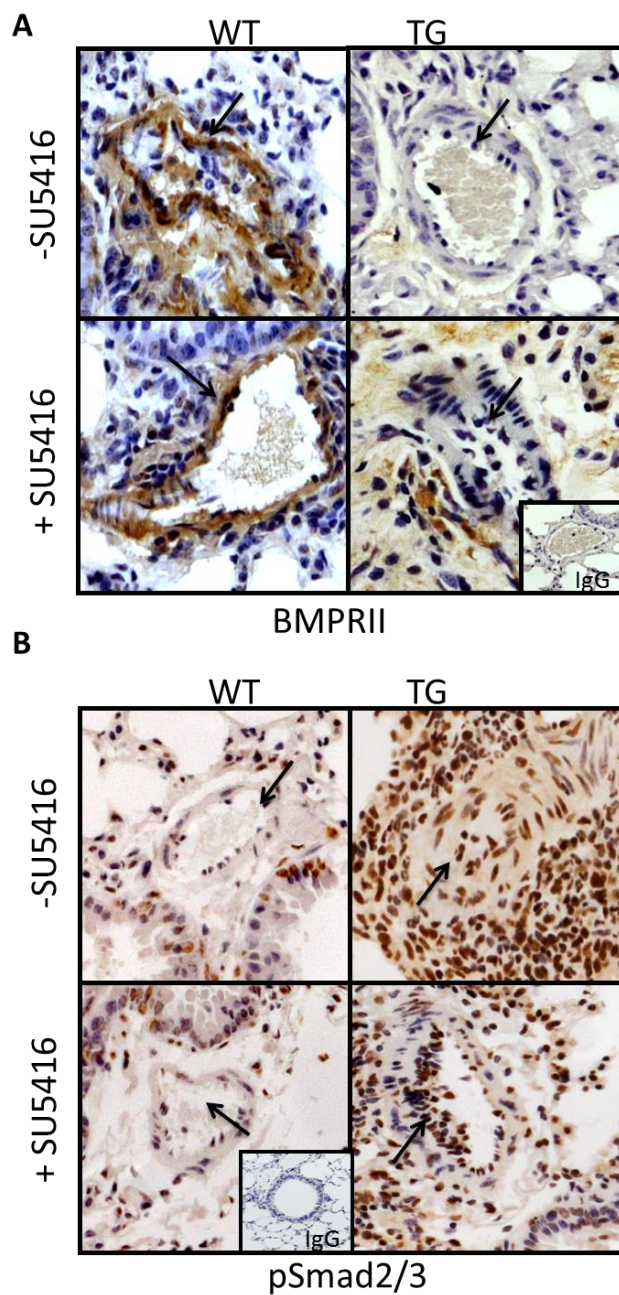 A
WT TG
-SU5416
+ SU5416
IgG
BMPRII
B
WT TG
-SU5416
+ SU5416
IgG
pSmad2/3